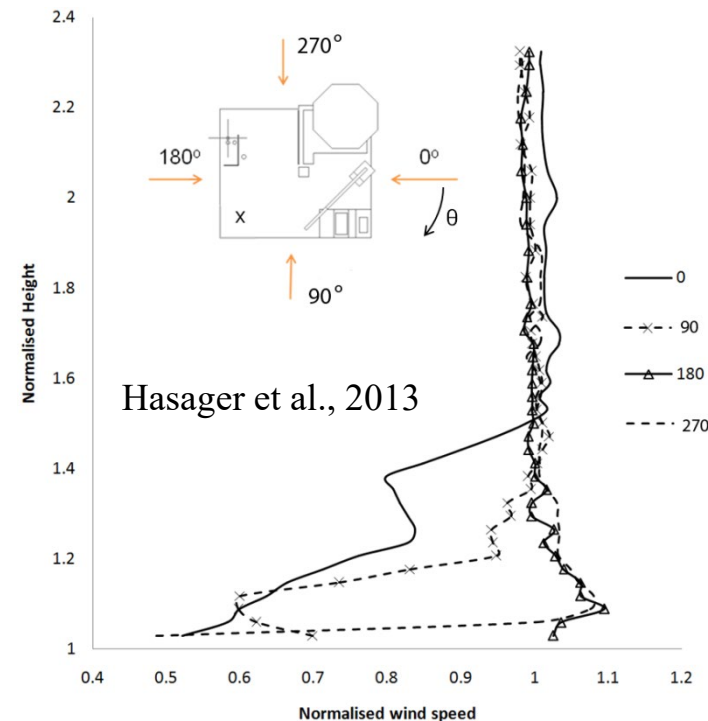 2.4
2.2
2
1.8
1.6
1.4
1.2
1
Normalised Height
270°
180º
0º
X
θ
90°
Hasager et al., 2013
0
90
180
270
0.4 0.5 0.6 0.7 0.8 0.9 1 1.1 1.2
Normalised wind speed